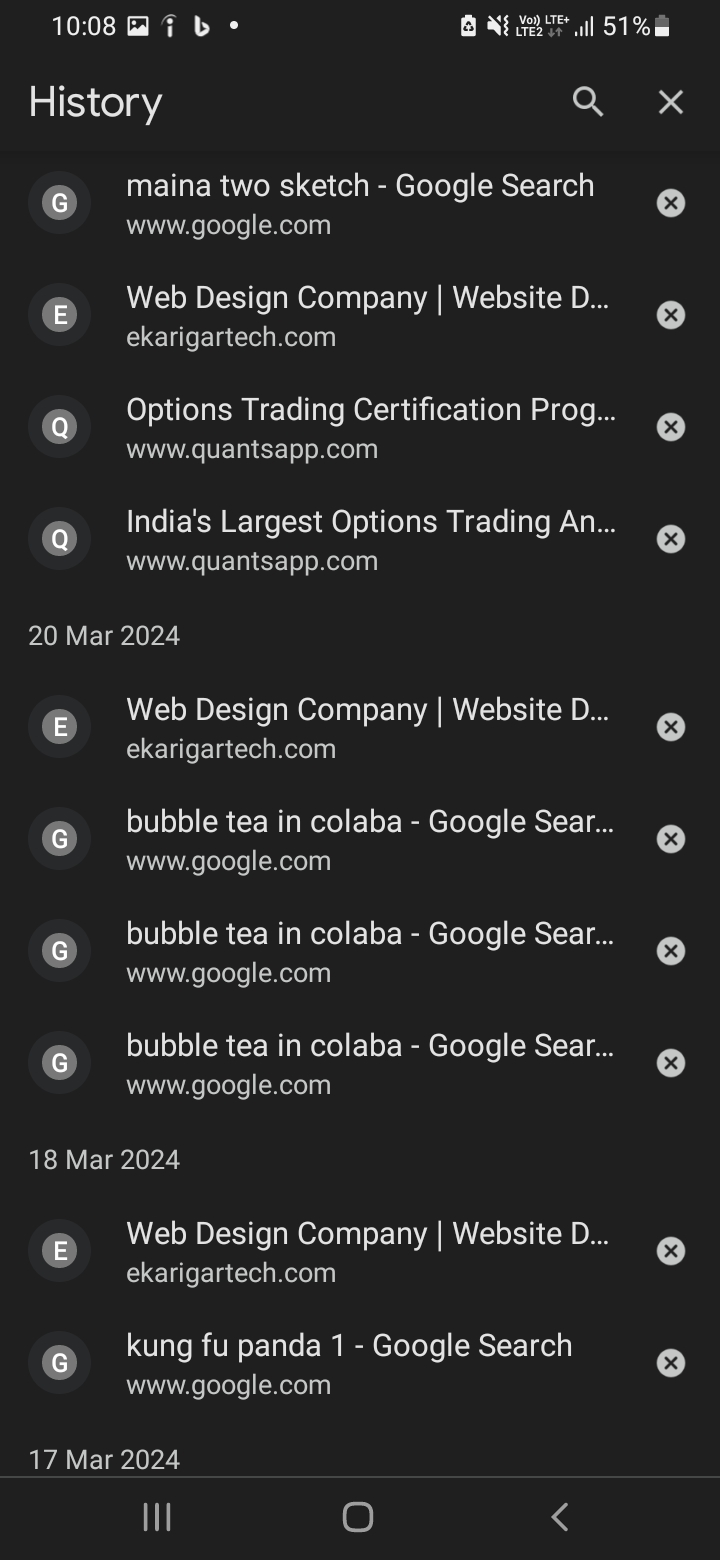 10:08 Vo)) LTE+ LTE2 51%
History
G maina two sketch - Google Search
www.google.com
E Web Design Company | Website D...
ekarigartech.com
Q Options Trading Certification Prog...
www.quantsapp.com
Q India's Largest Options Trading An...
www.quantsapp.com
20 Mar 2024
E Web Design Company | Website D...
ekarigartech.com
G bubble tea in colaba - Google Sear...
www.google.com
G bubble tea in colaba - Google Sear...
www.google.com
G bubble tea in colaba - Google Sear...
www.google.com
18 Mar 2024
E Web Design Company | Website D...
ekarigartech.com
G kung fu panda 1 - Google Search
www.google.com
17 Mar 2024